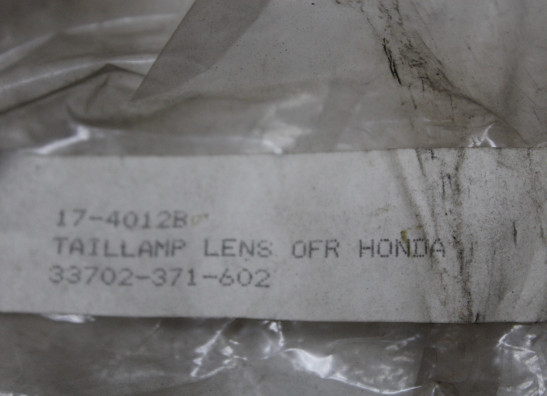 17-4012B
TAILLAMP LENS OFR HONDA
33702-371-602